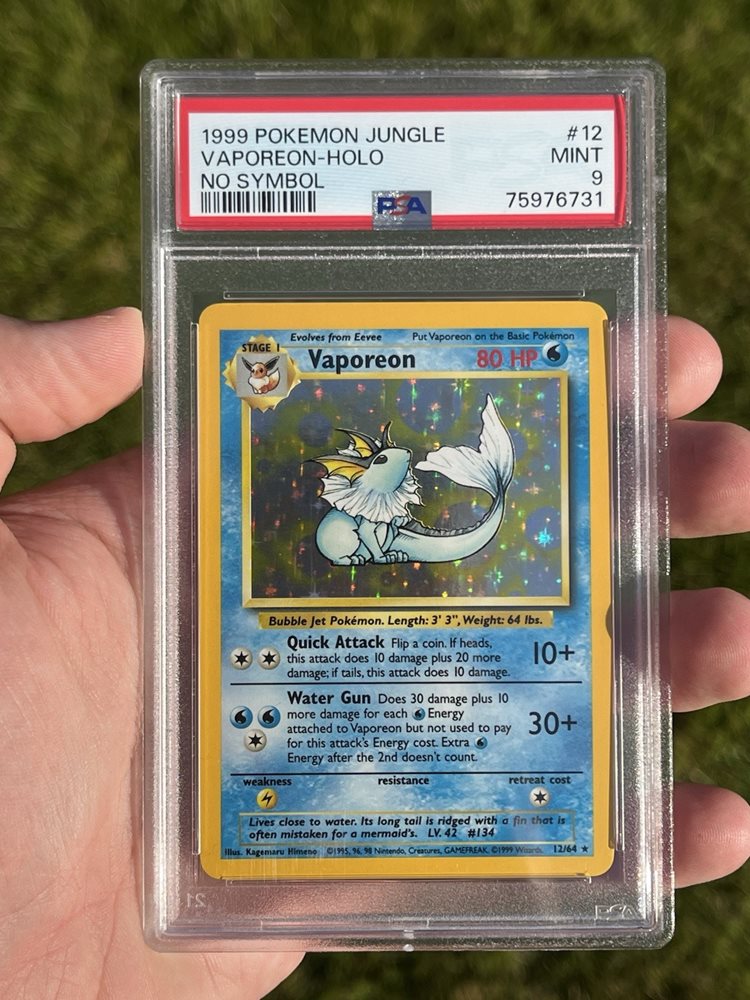 1999 POKEMON JUNGLE #12
VAPOREON-HOLO MINT
NO SYMBOL 9
PSA 75976731
Evolves from Eevee Put Vaporeon on the Basic Pokémon
STAGE 1 Vaporeon 80 HP
Bubble Jet Pokémon. Length: 3' 3", Weight: 64 lbs.
Quick Attack Flip a coin. If heads,
this attack does 10 damage plus 20 more
damage; if tails, this attack does 10 damage.
10+
Water Gun Does 30 damage plus 10
more damage for each Energy
attached to Vaporeon but not used to pay
for this attack's Energy cost. Extra
Energy after the 2nd doesn't count.
30+
weakness resistance retreat cost
Lives close to water. Its long tail is ridged with a fin that is
often mistaken for a mermaid's. LV. 42 #134
Illus. Kagemaru Himeno ©1995, 96, 98 Nintendo, Creatures, GAMEFREAK. ©1999 Wizards. 12/64 ★
21 PSA